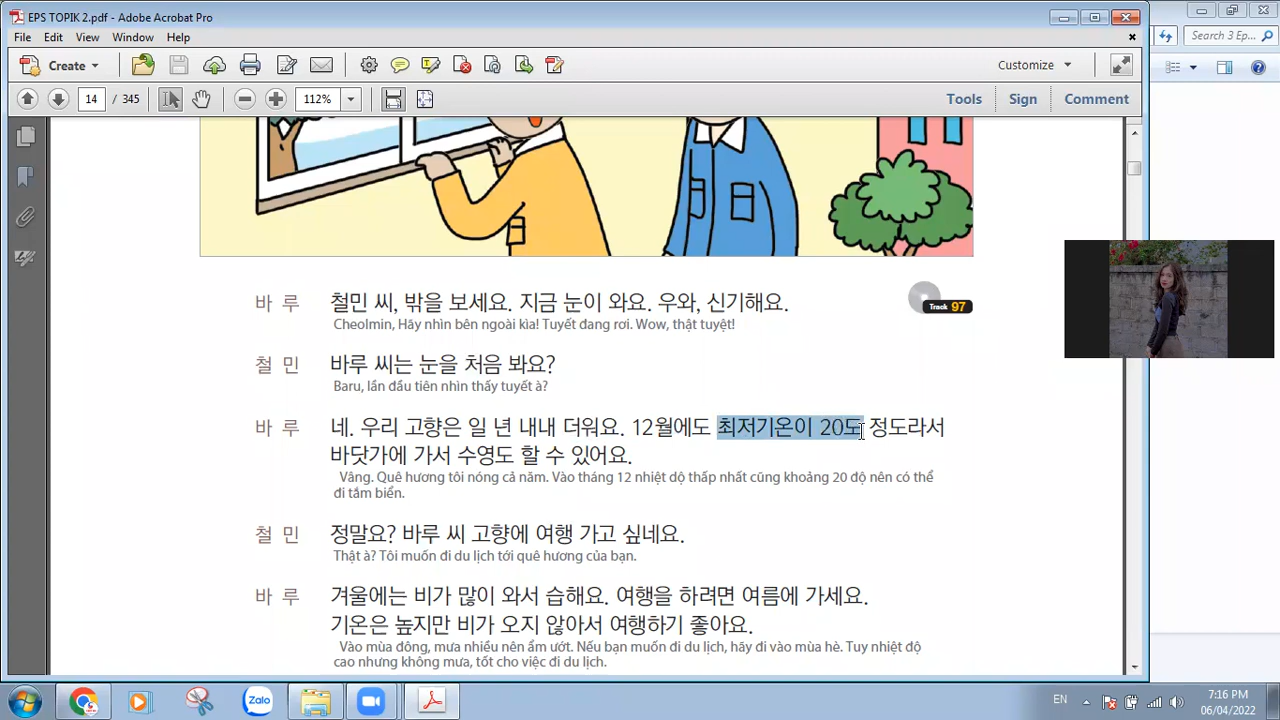 EPS TOPIK 2.pdf - Adobe Acrobat Pro
File Edit View Window Help
Search 3 Ep...
Create
Customize
14 / 345
112%
Tools Sign Comment
바 루 철민 씨, 밖을 보세요. 지금 눈이 와요. 우와, 신기해요.
Track 97
Cheolmin, Hãy nhìn bên ngoài kìa! Tuyết đang rơi. Wow, thật tuyệt!
철 민 바루 씨는 눈을 처음 봐요?
Baru, lần đầu tiên nhìn thấy tuyết à?
바 루 네. 우리 고향은 일 년 내내 더워요. 12월에도 최저기온이 20도 정도라서
바닷가에 가서 수영도 할 수 있어요.
Vâng. Quê hương tôi nóng cả năm. Vào tháng 12 nhiệt dộ thấp nhất cũng khoảng 20 độ nên có thể
đi tắm biển.
철 민 정말요? 바루 씨 고향에 여행 가고 싶네요.
Thật à? Tôi muốn đi du lịch tới quê hương của bạn.
바 루 겨울에는 비가 많이 와서 습해요. 여행을 하려면 여름에 가세요.
기온은 높지만 비가 오지 않아서 여행하기 좋아요.
Vào mùa đông, mưa nhiều nên ẩm ướt. Nếu bạn muốn đi du lịch, hãy đi vào mùa hè. Tuy nhiệt độ
cao nhưng không mưa, tốt cho việc đi du lịch.
Zalo
EN
7:16 PM
06/04/2022